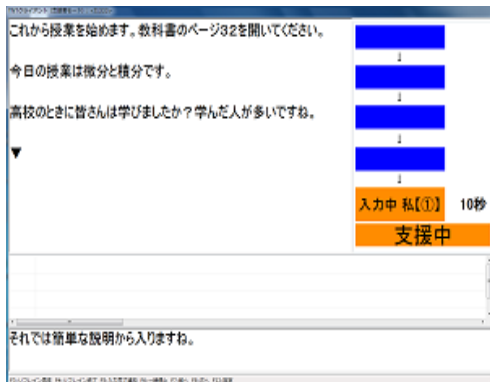 これから授業を始めます。教科書のページ32を開いてください。
今日の授業は微分と積分です。
高校のときに皆さんは学びましたか？学んだ人が多いですね。
▼
↓
↓
↓
↓
入力中 私【①】 10秒
支援中
それでは簡単な説明から入りますね。